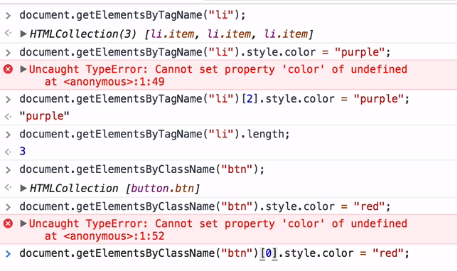 > document.getElementsByTagName("li");
< ▶ HTMLCollection(3) [li.item, li.item, li.item]
> document.getElementsByTagName("li").style.color = "purple";
▶ Uncaught TypeError: Cannot set property 'color' of undefined
at <anonymous>:1:49
> document.getElementsByTagName("li")[2].style.color = "purple";
< "purple"
> document.getElementsByTagName("li").length;
< 3
> document.getElementsByClassName("btn");
< ▶ HTMLCollection [button.btn]
> document.getElementsByClassName("btn").style.color = "red";
▶ Uncaught TypeError: Cannot set property 'color' of undefined
at <anonymous>:1:52
> document.getElementsByClassName("btn")[0].style.color = "red";